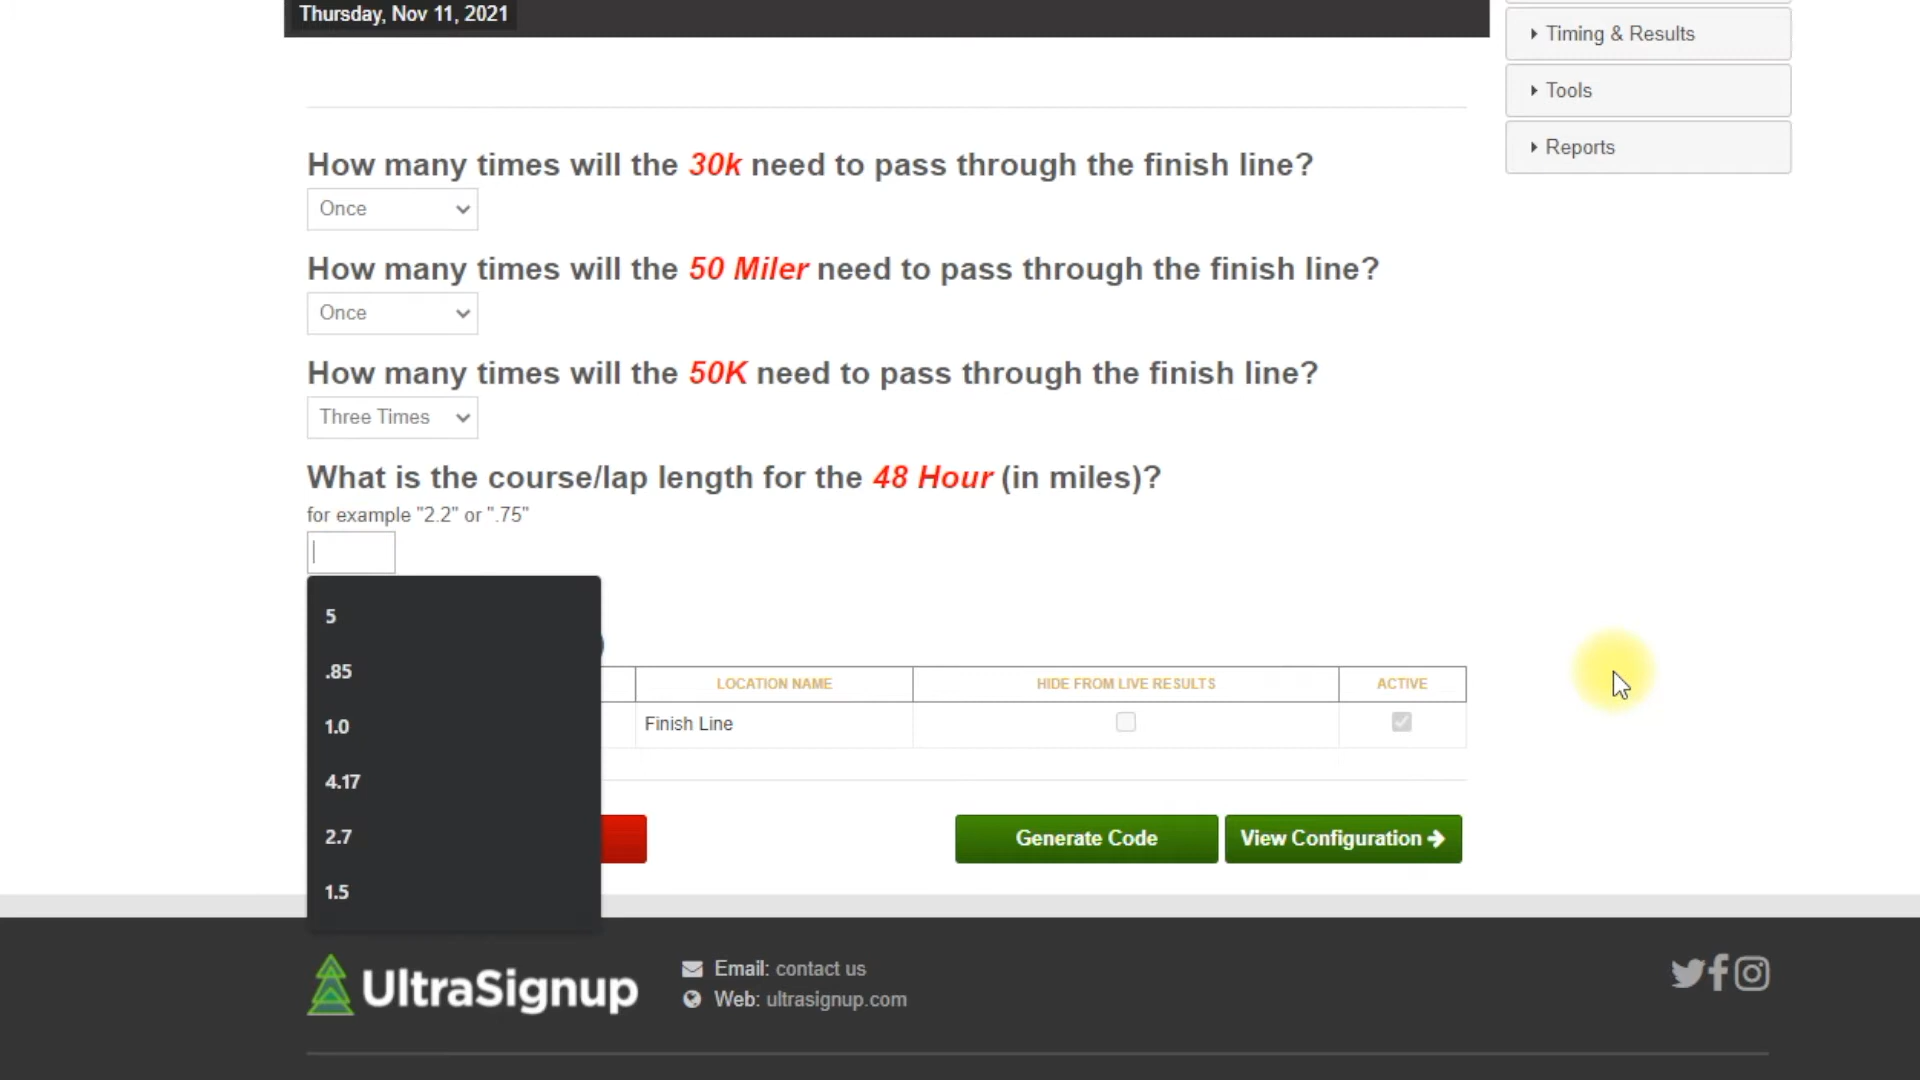 Thursday, Nov 11, 2021
Timing & Results
Tools
Reports
How many times will the 30k need to pass through the finish line?
Once
How many times will the 50 Miler need to pass through the finish line?
Once
How many times will the 50K need to pass through the finish line?
Three Times
What is the course/lap length for the 48 Hour (in miles)?
for example "2.2" or ".75"
5
.85
1.0
4.17
2.7
1.5
LOCATION NAME HIDE FROM LIVE RESULTS ACTIVE
Finish Line
Generate Code
View Configuration
UltraSignup
Email: contact us
Web: ultrasignup.com